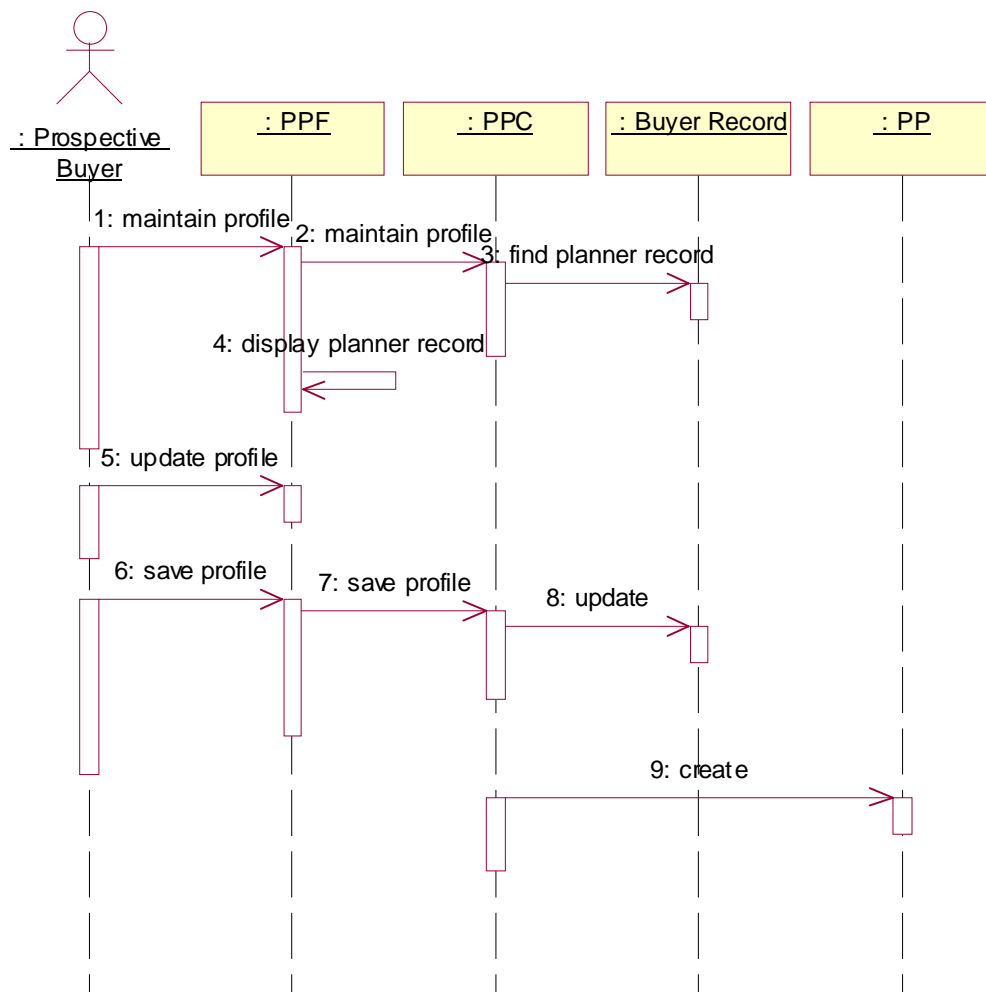 : Prospective
Buyer
: PPF
: PPC
: Buyer Record
: PP
1: maintain profile
2: maintain profile
3: find planner record
4: display planner record
5: update profile
6: save profile
7: save profile
8: update
9: create